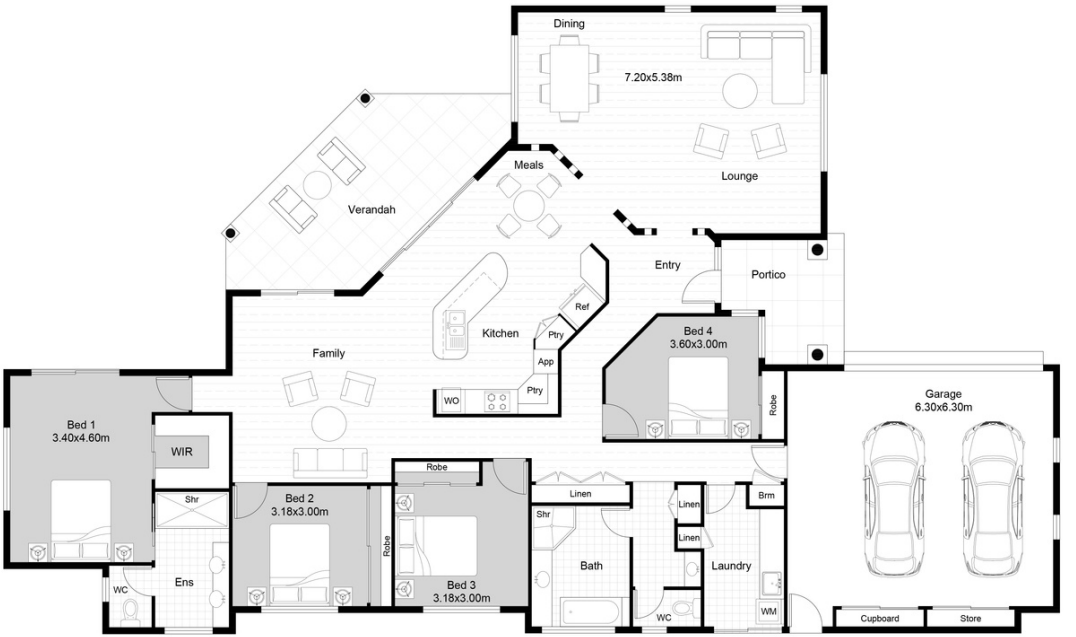 Dining
7.20x5.38m
Meals
Lounge
Verandah
Entry
Portico
Ref
Kitchen
Ptry
Bed 4
3.60x3.00m
Family
App
Ptry
WO
Robe
Garage
6.30x6.30m
Bed 1
3.40x4.60m
WIR
Robe
Shr
Bed 2
3.18x3.00m
Linen
Linen
Brm
Shr
Robe
Linen
Ens
Bed 3
3.18x3.00m
Bath
Laundry
WC
WM
WC
Cupboard
Store